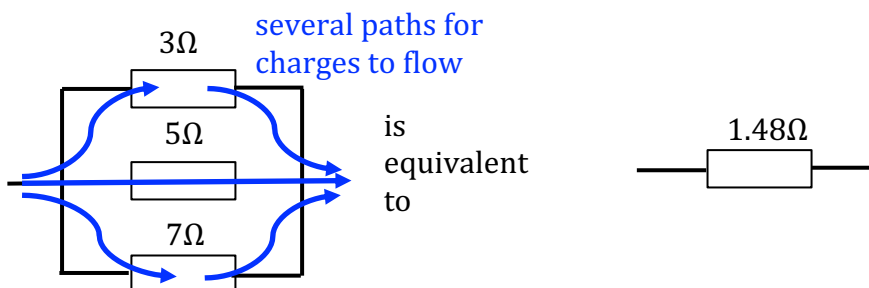 several paths for
charges to flow
3Ω
5Ω
7Ω
is
equivalent
to
1.48Ω